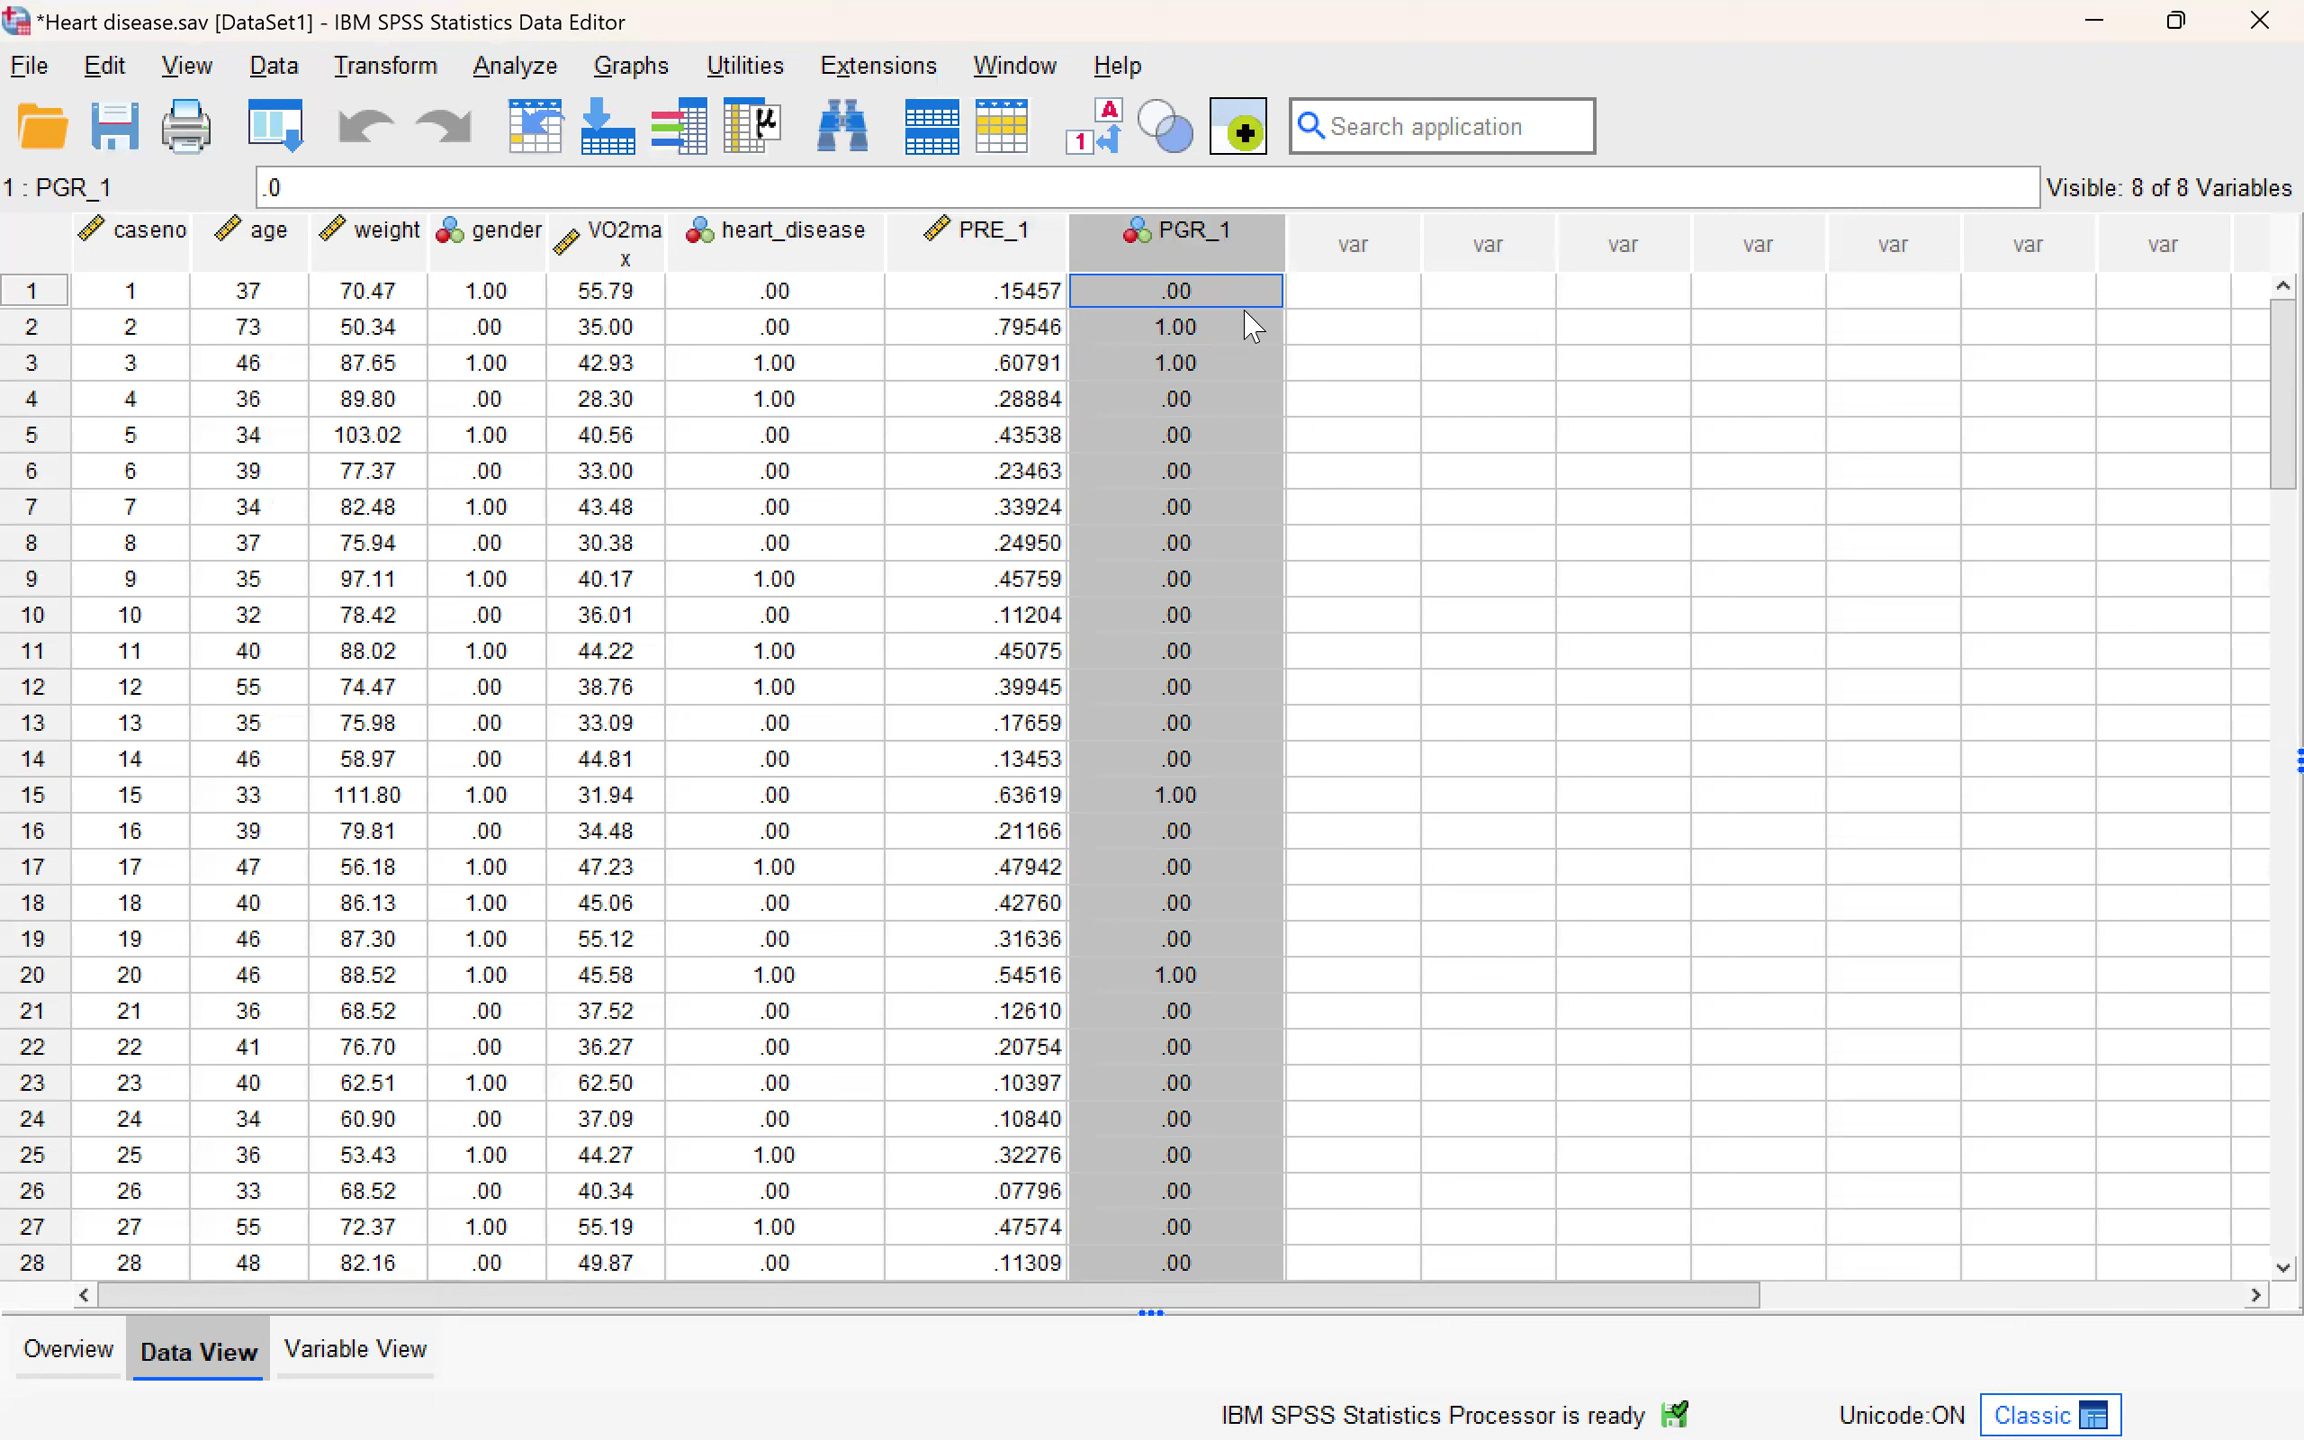 *Heart disease.sav [DataSet1] - IBM SPSS Statistics Data Editor
File Edit View Data Transform Analyze Graphs Utilities Extensions Window Help
Search application
1 : PGR_1 .0 Visible: 8 of 8 Variables
caseno age weight gender VO2ma heart_disease PRE_1 PGR_1 var var var var var var var
x
1 1 37 70.47 1.00 55.79 .00 .15457 .00
2 2 73 50.34 .00 35.00 .00 .79546 1.00
3 3 46 87.65 1.00 42.93 1.00 .60791 1.00
4 4 36 89.80 .00 28.30 1.00 .28884 .00
5 5 34 103.02 1.00 40.56 .00 .43538 .00
6 6 39 77.37 .00 33.00 .00 .23463 .00
7 7 34 82.48 1.00 43.48 .00 .33924 .00
8 8 37 75.94 .00 30.38 .00 .24950 .00
9 9 35 97.11 1.00 40.17 1.00 .45759 .00
10 10 32 78.42 .00 36.01 .00 .11204 .00
11 11 40 88.02 1.00 44.22 1.00 .45075 .00
12 12 55 74.47 .00 38.76 1.00 .39945 .00
13 13 35 75.98 .00 33.09 .00 .17659 .00
14 14 46 58.97 .00 44.81 .00 .13453 .00
15 15 33 111.80 1.00 31.94 .00 .63619 1.00
16 16 39 79.81 .00 34.48 .00 .21166 .00
17 17 47 56.18 1.00 47.23 1.00 .47942 .00
18 18 40 86.13 1.00 45.06 .00 .42760 .00
19 19 46 87.30 1.00 55.12 .00 .31636 .00
20 20 46 88.52 1.00 45.58 1.00 .54516 1.00
21 21 36 68.52 .00 37.52 .00 .12610 .00
22 22 41 76.70 .00 36.27 .00 .20754 .00
23 23 40 62.51 1.00 62.50 .00 .10397 .00
24 24 34 60.90 .00 37.09 .00 .10840 .00
25 25 36 53.43 1.00 44.27 1.00 .32276 .00
26 26 33 68.52 .00 40.34 .00 .07796 .00
27 27 55 72.37 1.00 55.19 1.00 .47574 .00
28 28 48 82.16 .00 49.87 .00 .11309 .00
Overview Data View Variable View
IBM SPSS Statistics Processor is ready Unicode:ON Classic